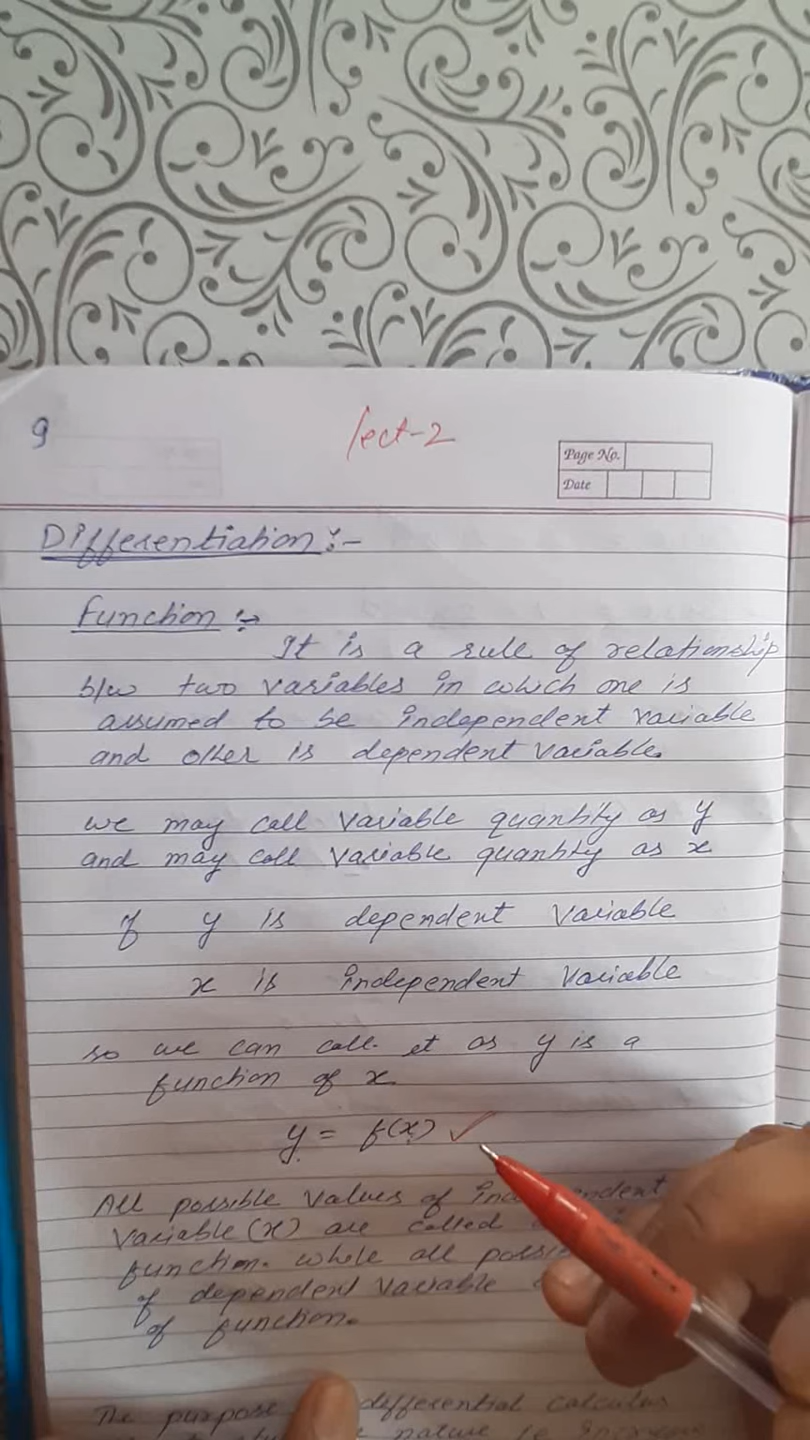 9
lect-2
Page No.
Date
Differentiation :-
Function :-
It is a rule of relationship
b/w two variables in which one is
assumed to be independent variable
and other is dependent variable.
we may call variable quantity as y
and may call variable quantity as x
if y is dependent variable
x is independent variable
so we can call it as y is a
function of x
y = f(x) ✓
All possible values of
variable (x) are called
function. while all
of dependent variable
of function.
The purpose differential calculus
nature